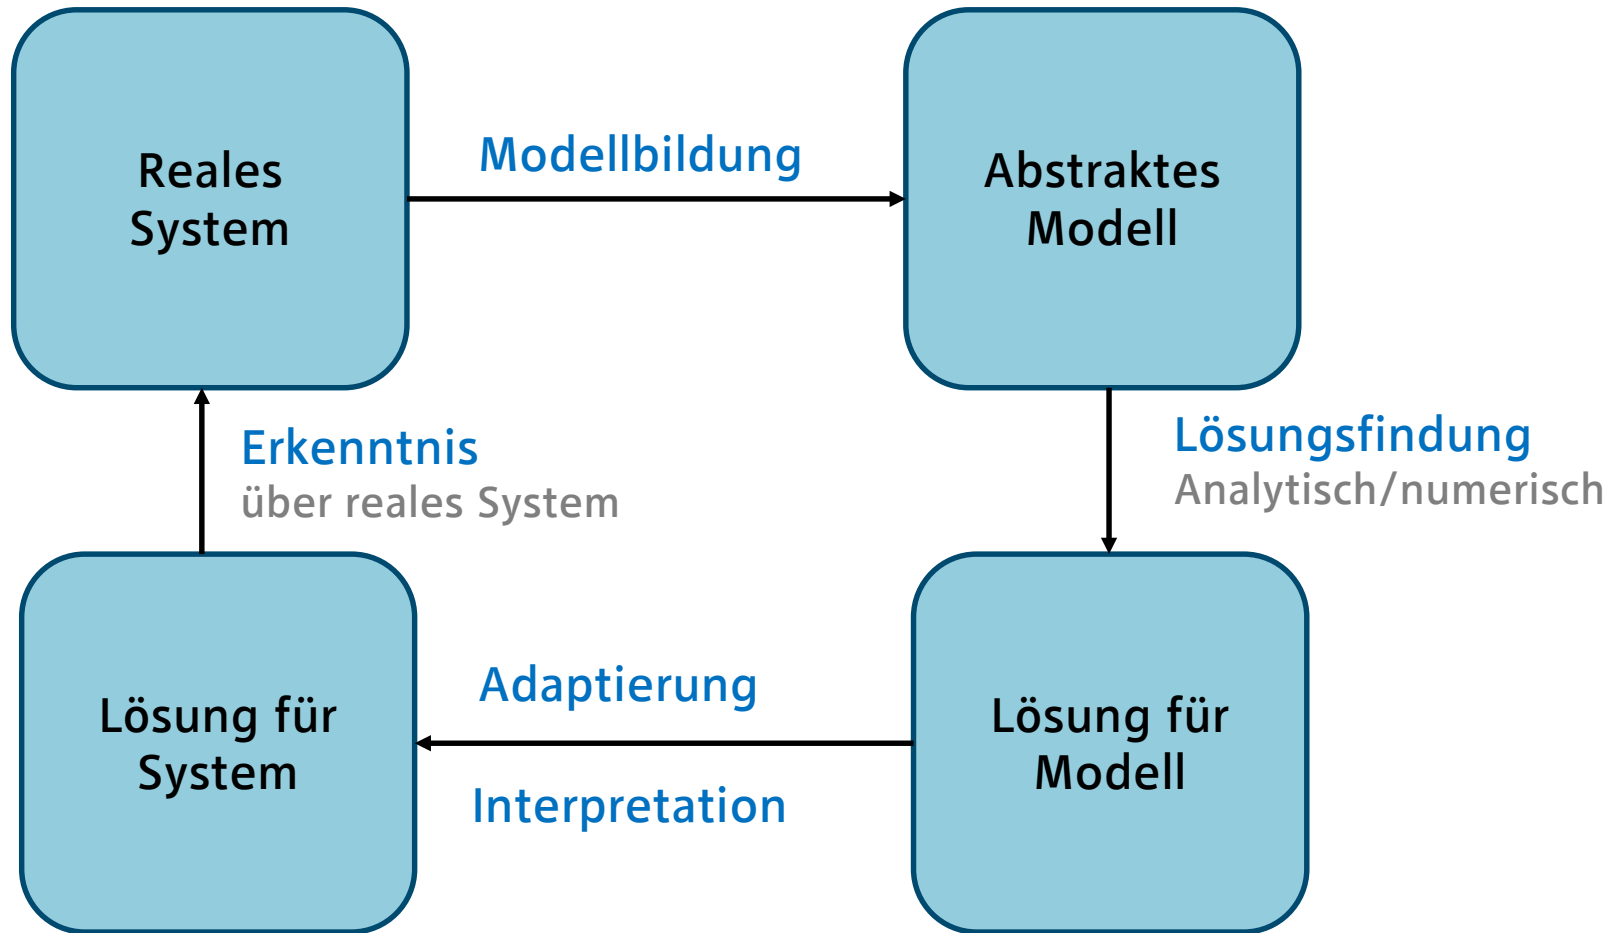 Reales
System
Modellbildung
Abstraktes
Modell
Erkenntnis
über reales System
Lösungsfindung
Analytisch/numerisch
Lösung für
System
Adaptierung
Interpretation
Lösung für
Modell